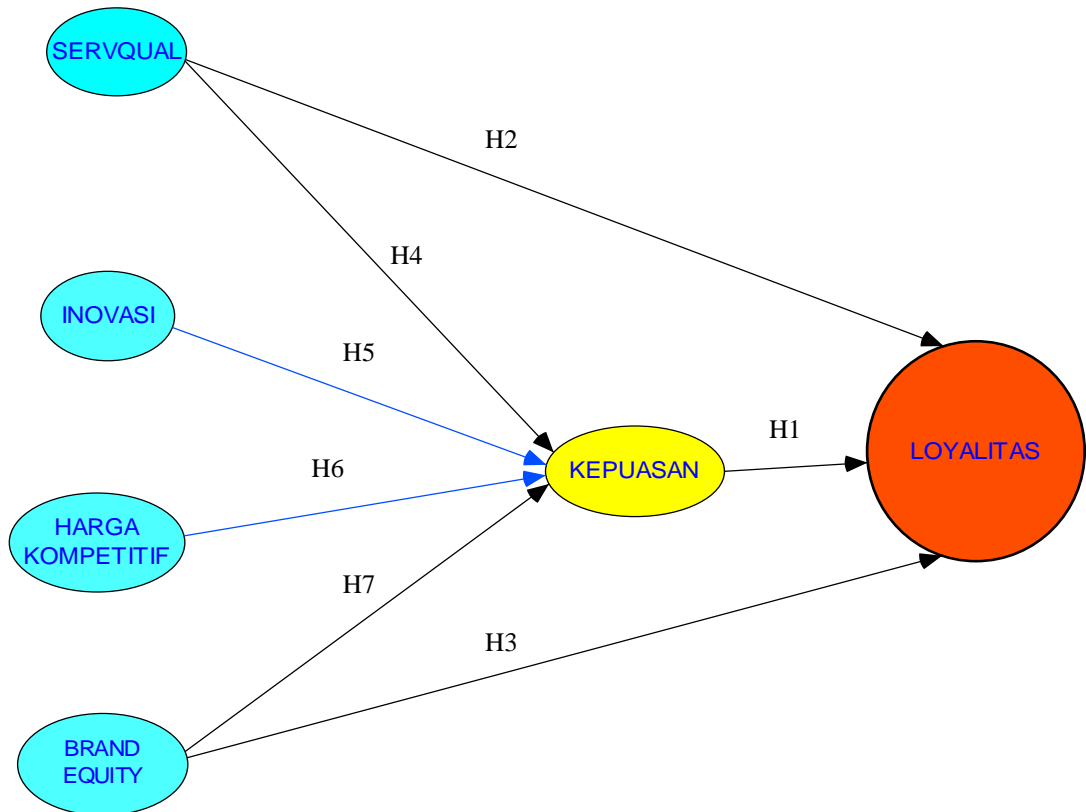 SERVQUAL
H2
H4
INOVASI
H5
H1
LOYALITAS
KEPUASAN
H6
HARGA
KOMPETITIF
H7
H3
BRAND
EQUITY